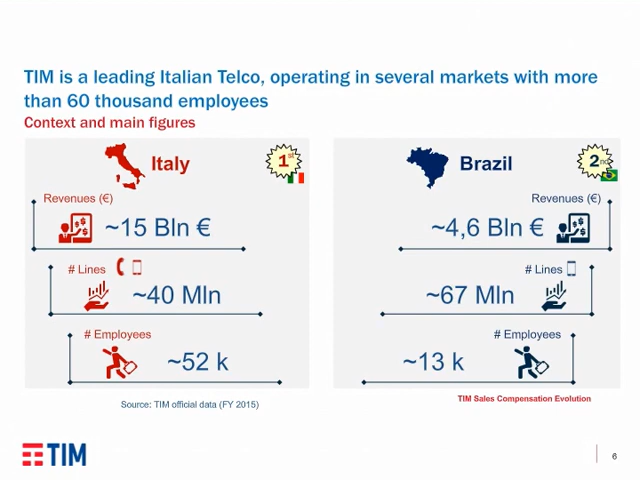 TIM is a leading Italian Telco, operating in several markets with more
than 60 thousand employees
Context and main figures
Italy
1st
Revenues (€)
~15 Bln €
# Lines
~40 Mln
# Employees
~52 k
Brazil
2nd
Revenues (€)
~4,6 Bln €
# Lines
~67 Mln
# Employees
~13 k
Source: TIM official data (FY 2015)
TIM Sales Compensation Evolution
TIM
6